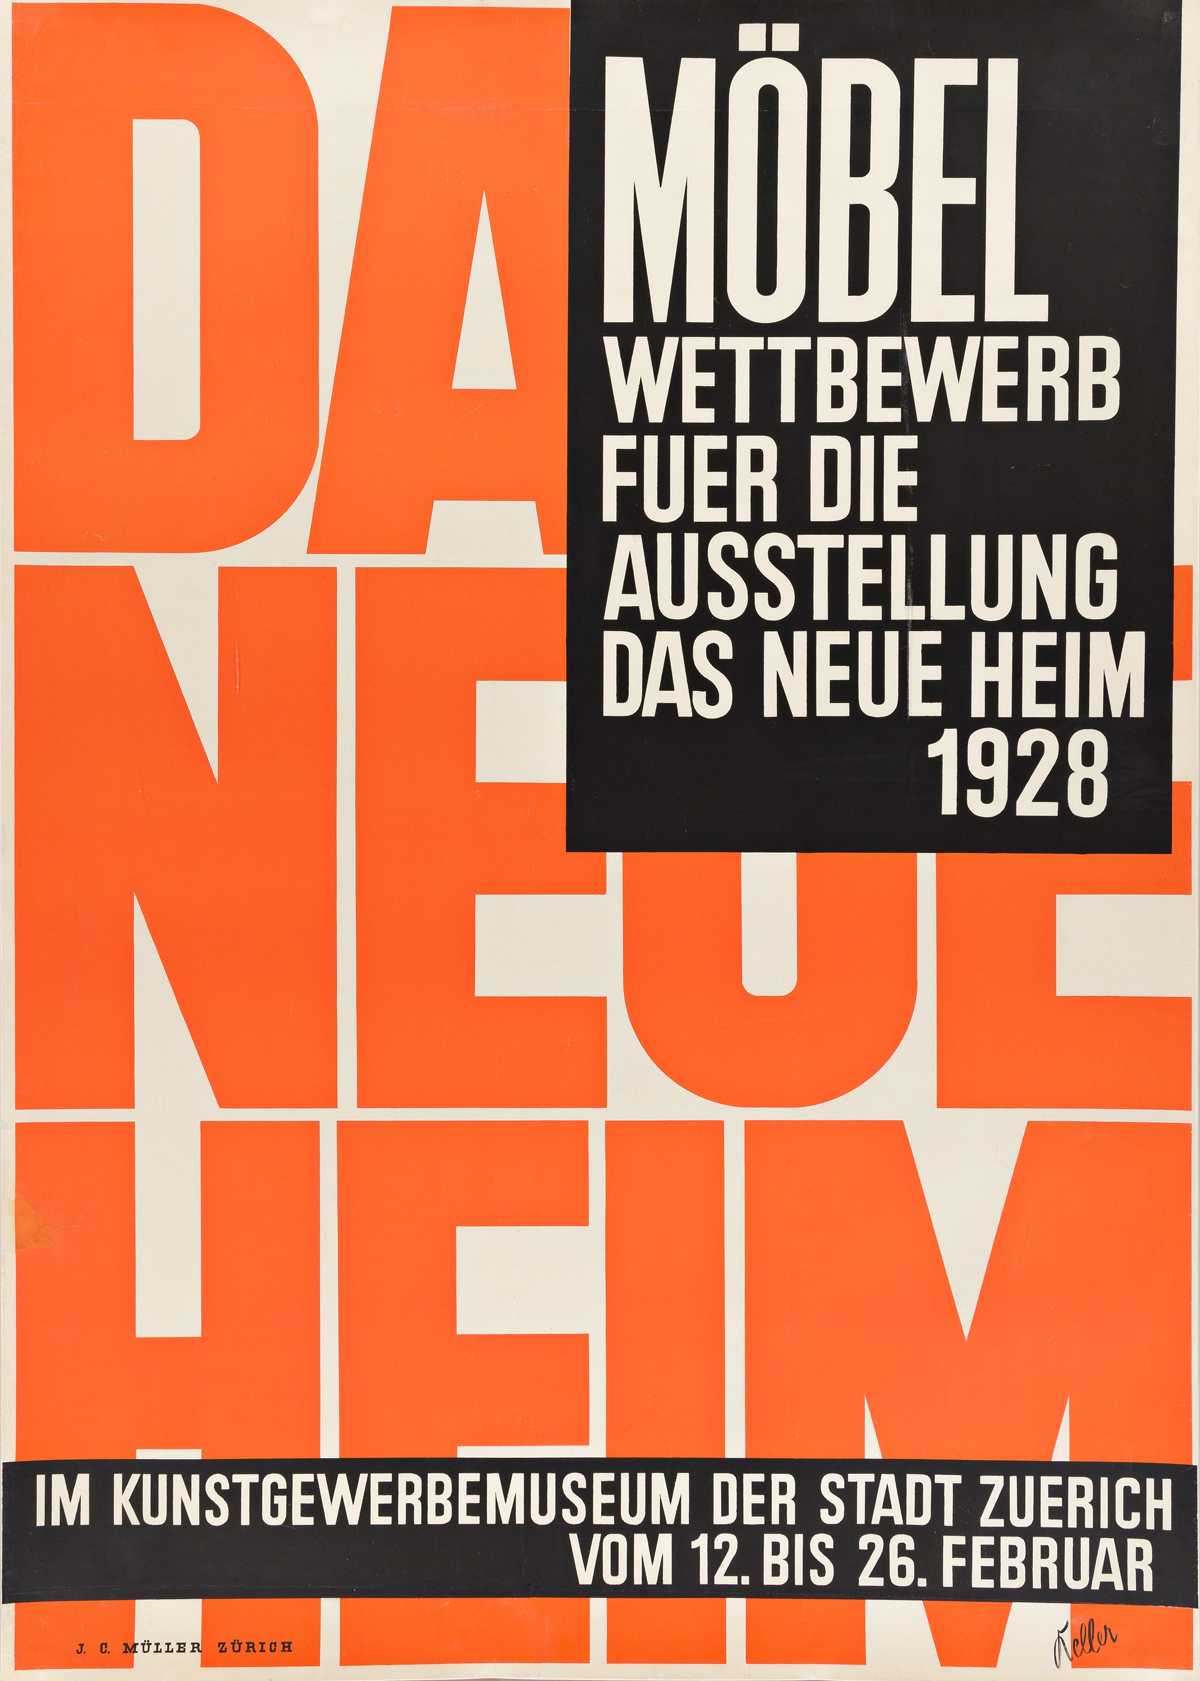 DA
NEUE
HEIM
MÖBEL
WETTBEWERB
FUER DIE
AUSSTELLUNG
DAS NEUE HEIM
1928
IM KUNSTGEWERBEMUSEUM DER STADT ZUERICH
VOM 12. BIS 26. FEBRUAR
J. C. MÜLLER ZÜRICH
Keller